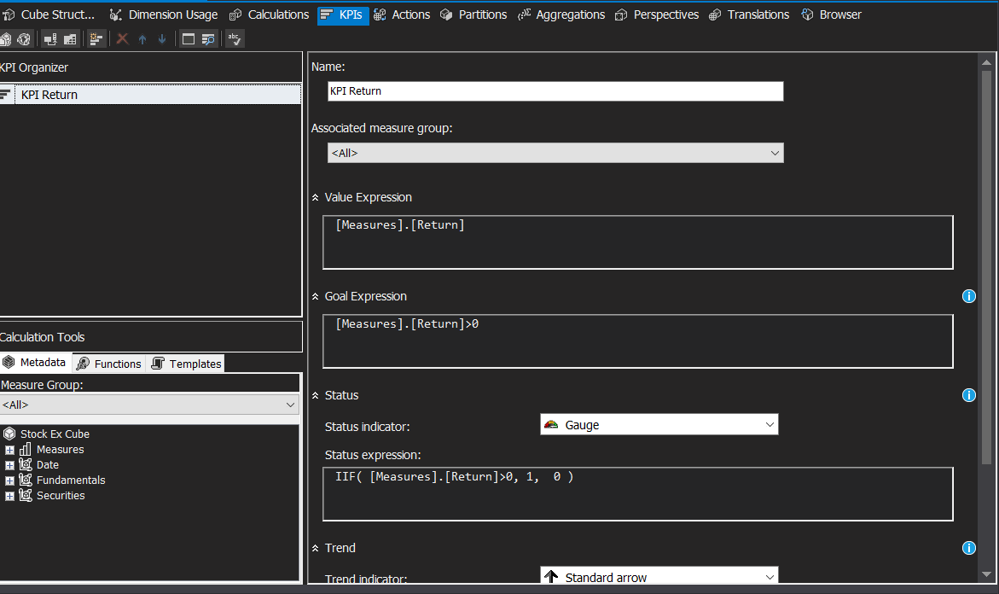 Cube Struct... Dimension Usage Calculations KPIs Actions Partitions Aggregations Perspectives Translations Browser
abc
KPI Organizer
KPI Return
Name:
KPI Return
Associated measure group:
<All>
Value Expression
[Measures].[Return]
Goal Expression
[Measures].[Return]>0
Status
Status indicator:
Gauge
Status expression:
IIF( [Measures].[Return]>0, 1,  0 )
Trend
Trend indicator:
Standard arrow
Calculation Tools
Metadata Functions Templates
Measure Group:
<All>
Stock Ex Cube
Measures
Date
Fundamentals
Securities